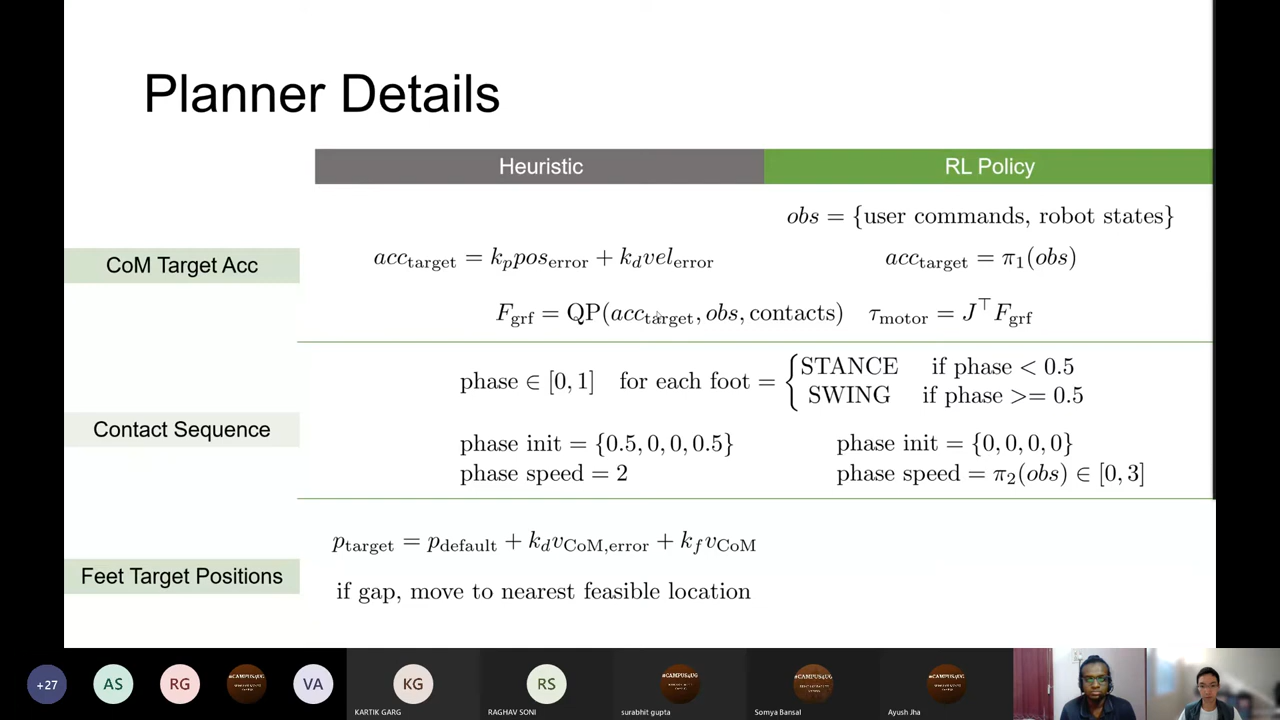 Planner Details
Heuristic
RL Policy
obs = {user commands, robot states}
CoM Target Acc
acc_target = k_p pos_error + k_d vel_error
acc_target = π_1(obs)
F_grf = QP(acc_target, obs, contacts)
τ_motor = J^⊤ F_grf
phase ∈ [0, 1] for each foot = { STANCE if phase < 0.5
SWING if phase >= 0.5
Contact Sequence
phase init = {0.5, 0, 0, 0.5}
phase init = {0, 0, 0, 0}
phase speed = 2
phase speed = π_2(obs) ∈ [0, 3]
p_target = p_default + k_d v_CoM,error + k_f v_CoM
Feet Target Positions
if gap, move to nearest feasible location
+27
AS
RG
#CAMPUS4UG
VA
KG
KARTIK GARG
RS
RAGHAV SONI
#CAMPUS4UG
surabhit gupta
#CAMPUS4UG
Somya Bansal
#CAMPUS4UG
Ayush Jha